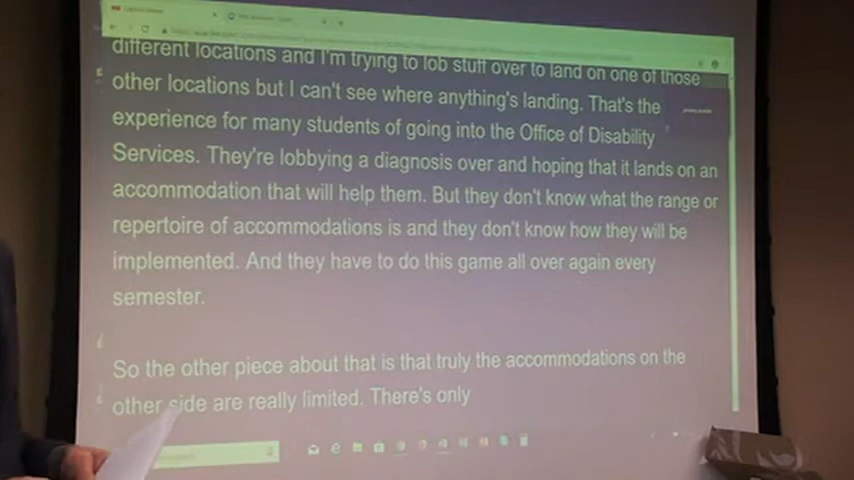 different locations and I'm trying to lob stuff over to land on one of those
other locations but I can't see where anything's landing. That's the
experience for many students of going into the Office of Disability
Services. They're lobbying a diagnosis over and hoping that it lands on an
accommodation that will help them. But they don't know what the range or
repertoire of accommodations is and they don't know how they will be
implemented. And they have to do this game all over again every
semester.
So the other piece about that is that truly the accommodations on the
other side are really limited. There's only